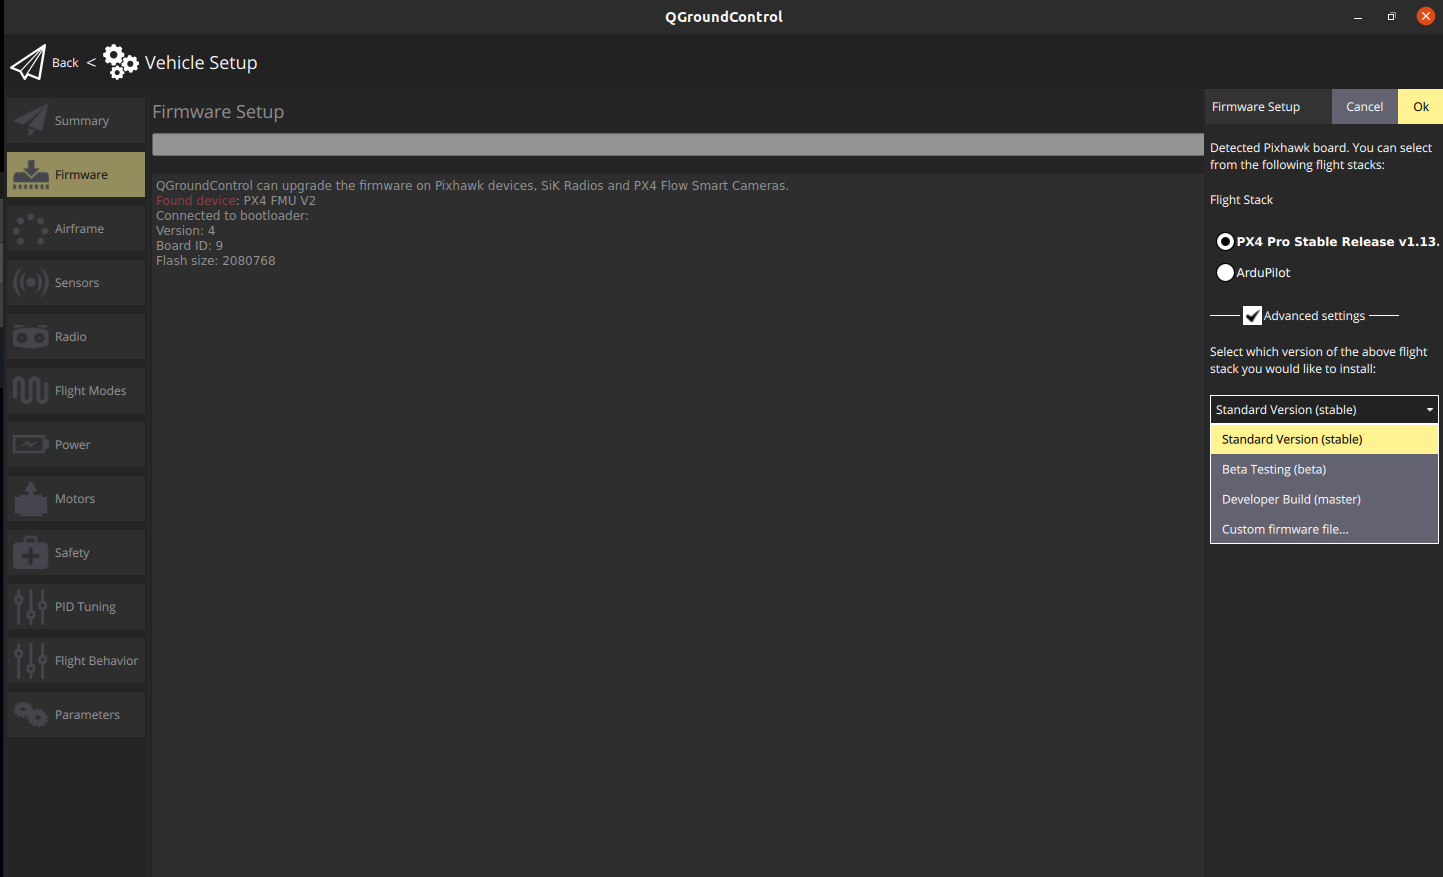 QGroundControl
Back < Vehicle Setup
Summary
Firmware
Airframe
Sensors
Radio
Flight Modes
Power
Motors
Safety
PID Tuning
Flight Behavior
Parameters
Firmware Setup
QGroundControl can upgrade the firmware on Pixhawk devices, SiK Radios and PX4 Flow Smart Cameras.
Found device: PX4 FMU V2
Connected to bootloader:
Version: 4
Board ID: 9
Flash size: 2080768
Firmware Setup Cancel Ok
Detected Pixhawk board. You can select
from the following flight stacks:
Flight Stack
PX4 Pro Stable Release v1.13.
ArduPilot
Advanced settings
Select which version of the above flight
stack you would like to install:
Standard Version (stable)
Standard Version (stable)
Beta Testing (beta)
Developer Build (master)
Custom firmware file...